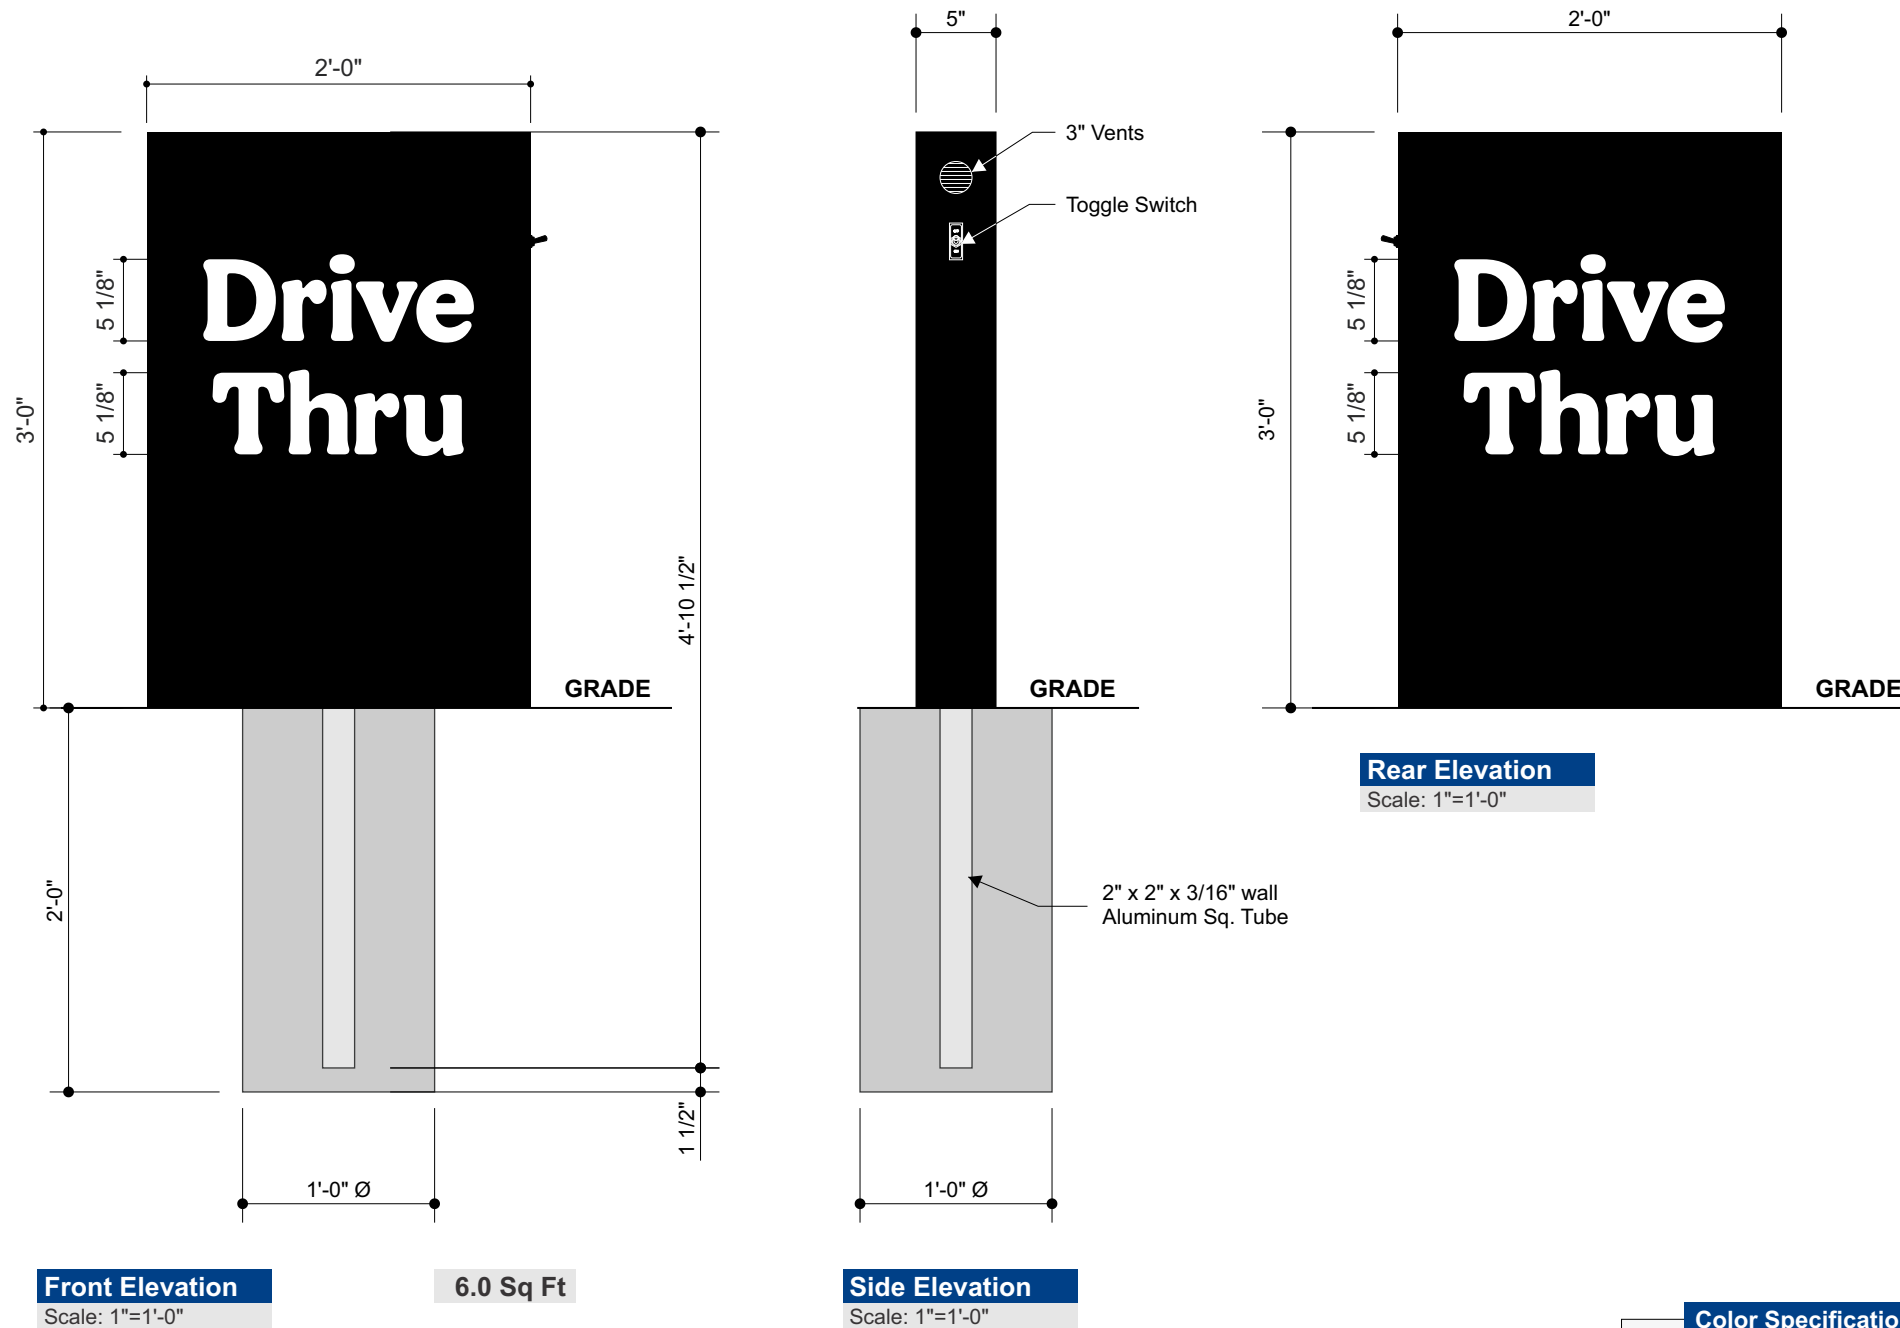 2'-0"
5"
2'-0"
3" Vents
Toggle Switch
Drive
Thru
5 1/8"
5 1/8"
3'-0"
4'-10 1/2"
GRADE
2'-0"
1 1/2"
1'-0" Ø
GRADE
2" x 2" x 3/16" wall
Aluminum Sq. Tube
1'-0" Ø
Drive
Thru
5 1/8"
5 1/8"
3'-0"
GRADE
Rear Elevation
Scale: 1"=1'-0"
Front Elevation
Scale: 1"=1'-0"
6.0 Sq Ft
Side Elevation
Scale: 1"=1'-0"
Color Specificatio